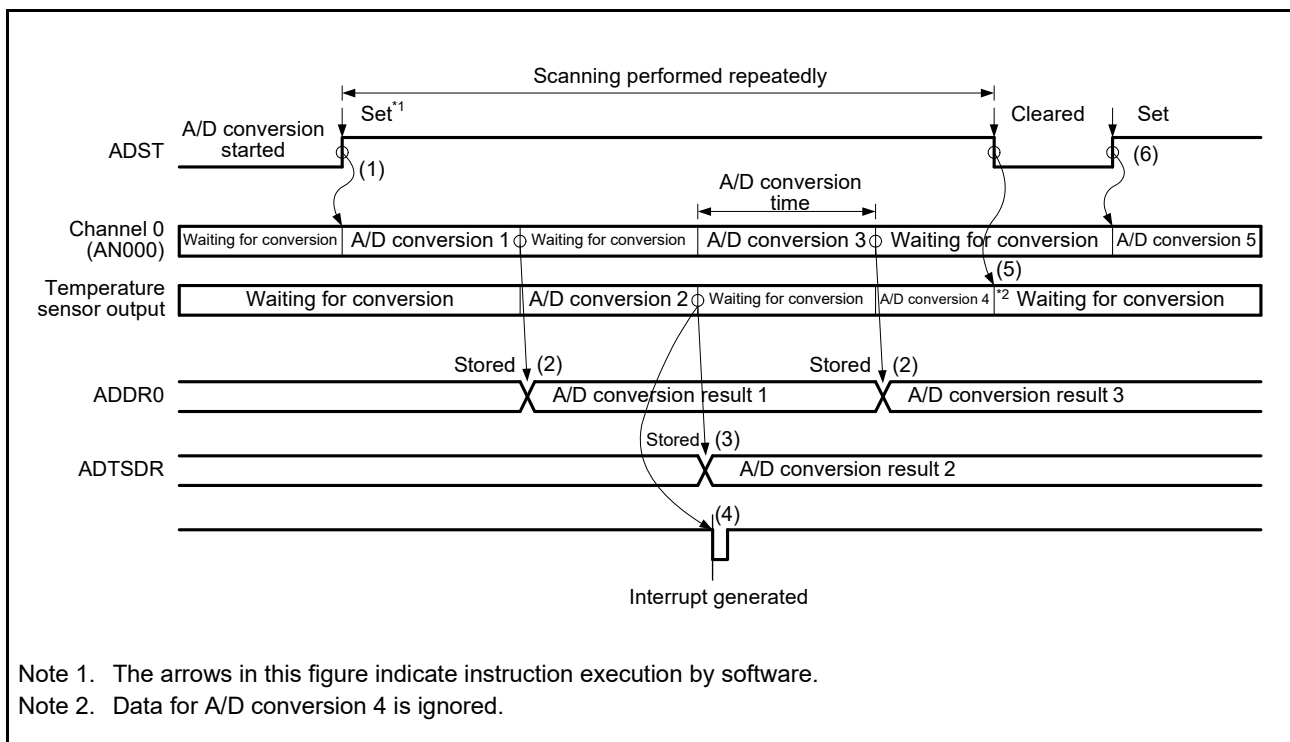 Scanning performed repeatedly
Set*1
Cleared
Set
A/D conversion
started
ADST
(1)
(6)
A/D conversion
time
Channel 0
(AN000)
Waiting for conversion
A/D conversion 1
Waiting for conversion
A/D conversion 3
Waiting for conversion
A/D conversion 5
(5)
Temperature
sensor output
Waiting for conversion
A/D conversion 2
Waiting for conversion
A/D conversion 4
*2
Waiting for conversion
Stored
(2)
Stored
(2)
ADDR0
A/D conversion result 1
A/D conversion result 3
Stored
(3)
ADTSDR
A/D conversion result 2
(4)
Interrupt generated
Note 1. The arrows in this figure indicate instruction execution by software.
Note 2. Data for A/D conversion 4 is ignored.